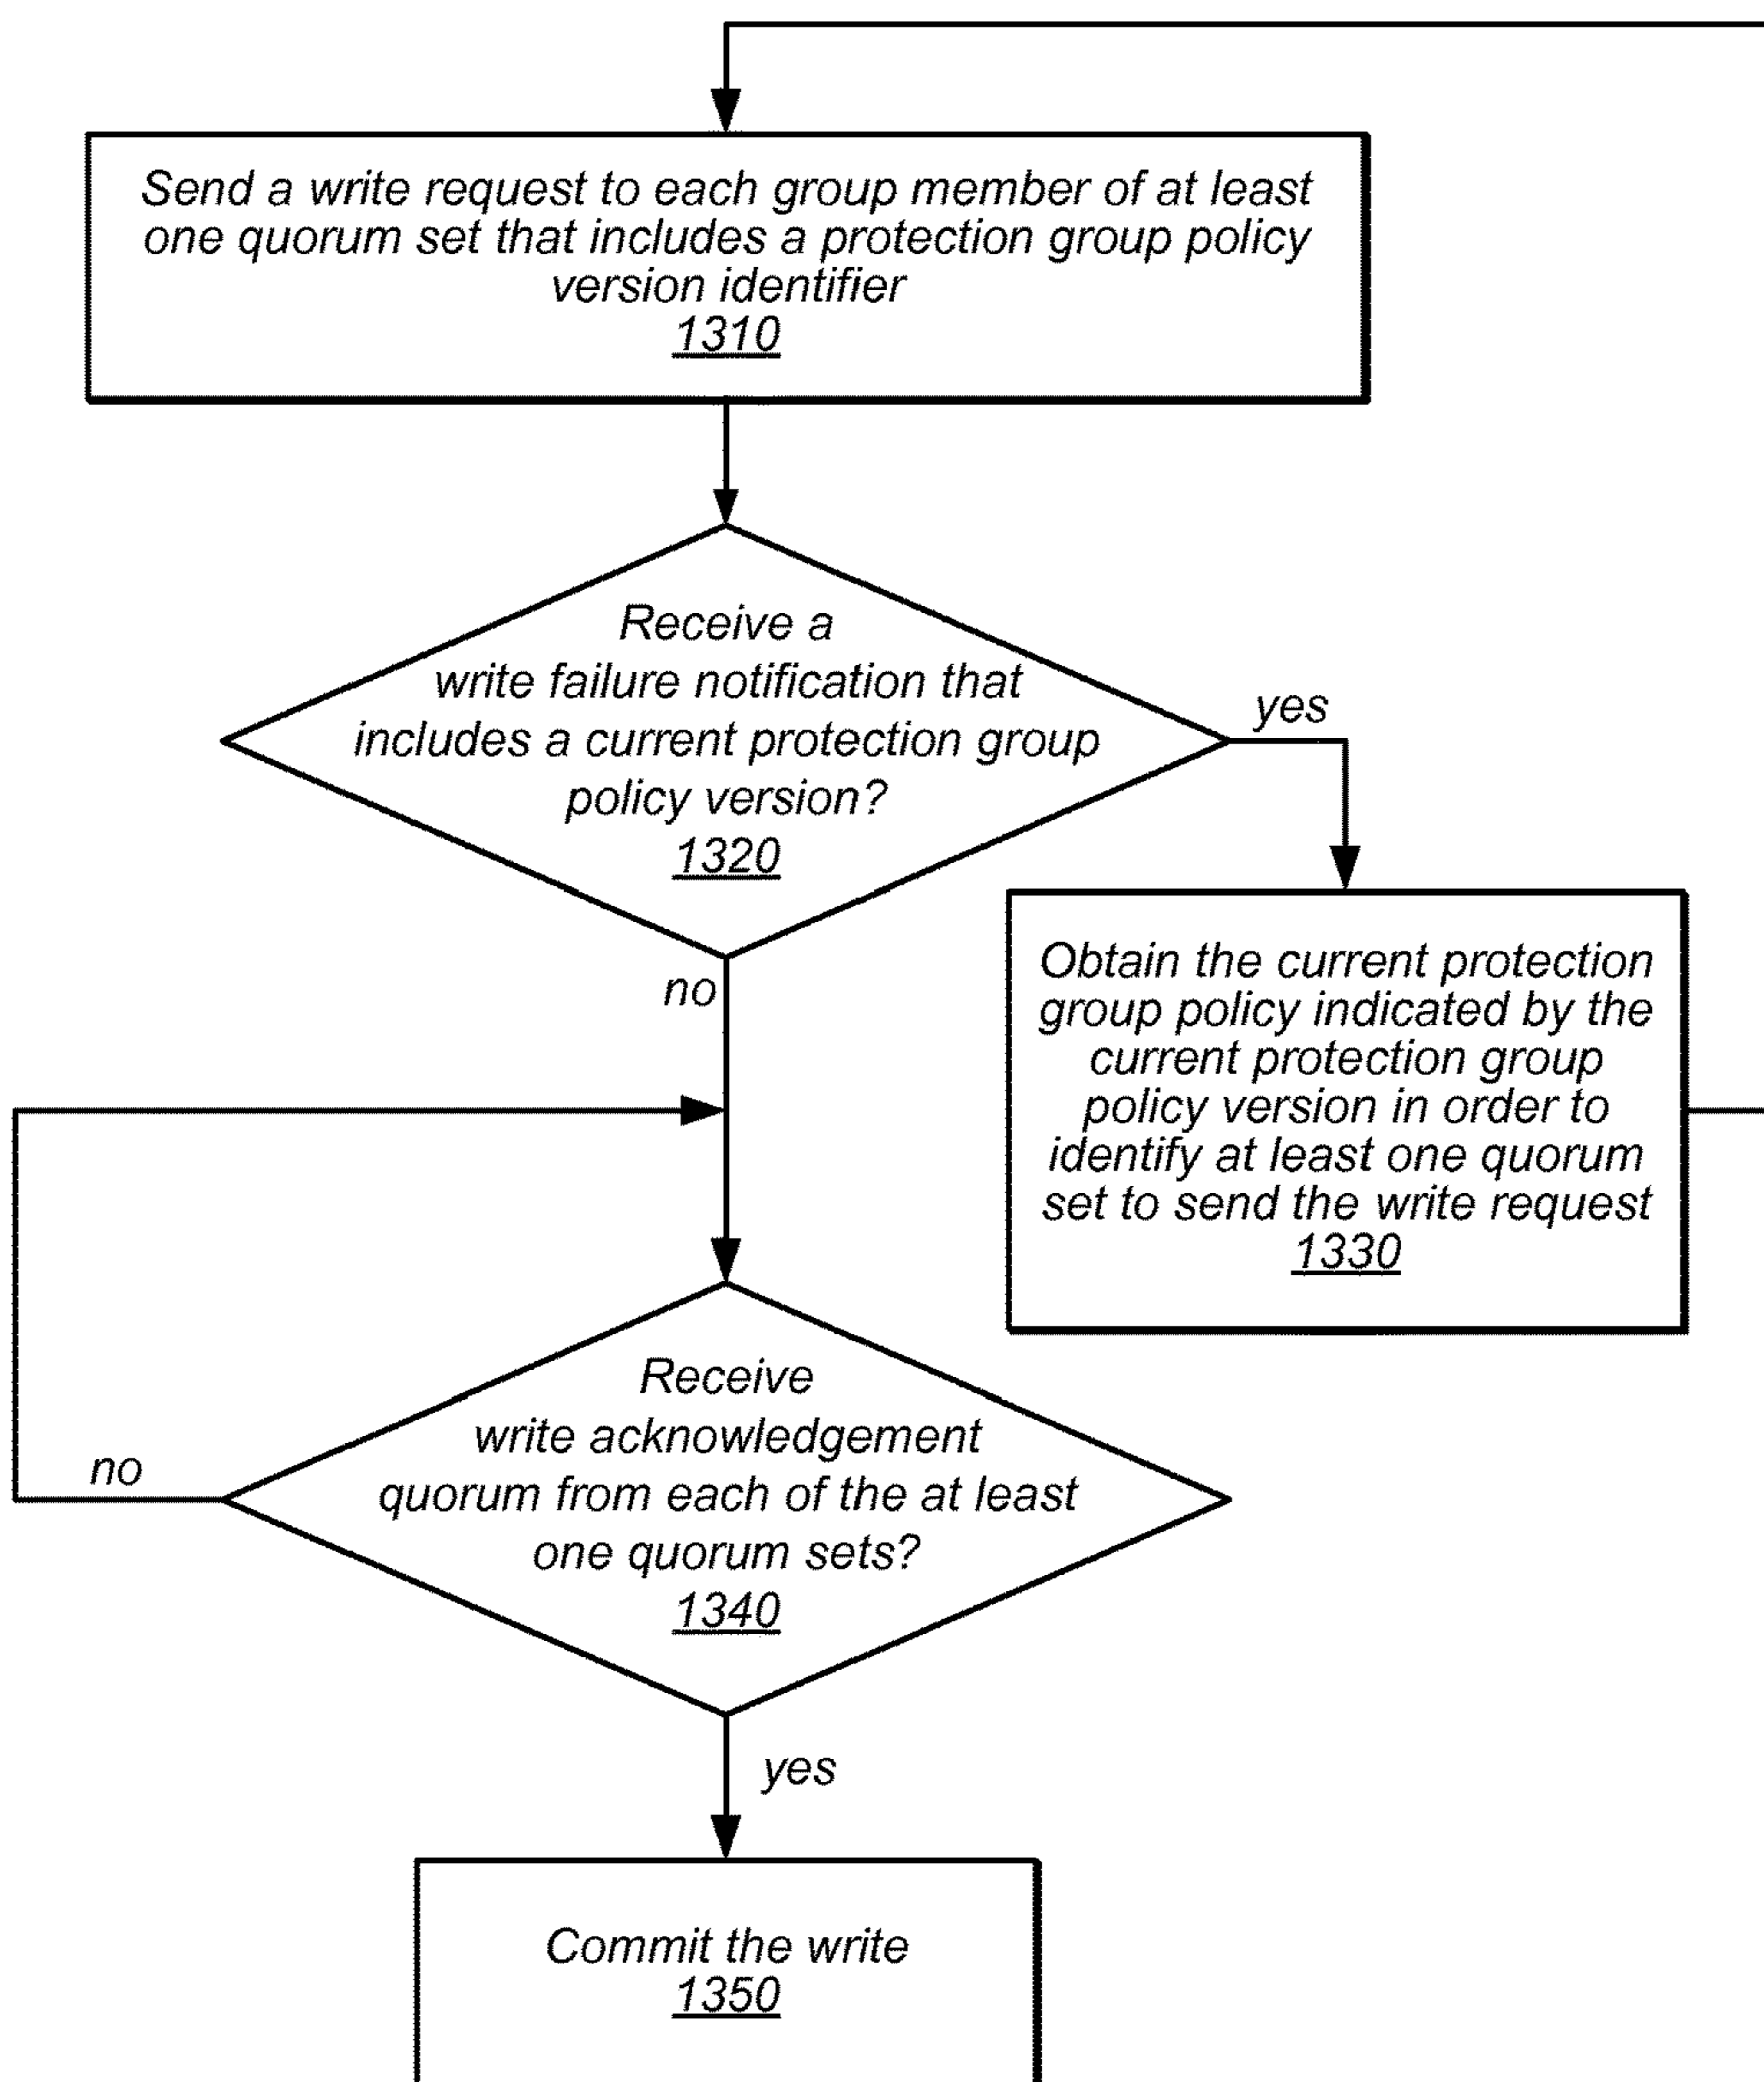 Send a write request to each group member of at least
one quorum set that includes a protection group policy
version identifier
1310
Receive a
write failure notification that
includes a current protection group
policy version?
1320
yes
no
Obtain the current protection
group policy indicated by the
current protection group
policy version in order to
identify at least one quorum
set to send the write request
1330
Receive
write acknowledgement
quorum from each of the at least
one quorum sets?
1340
no
yes
Commit the write
1350